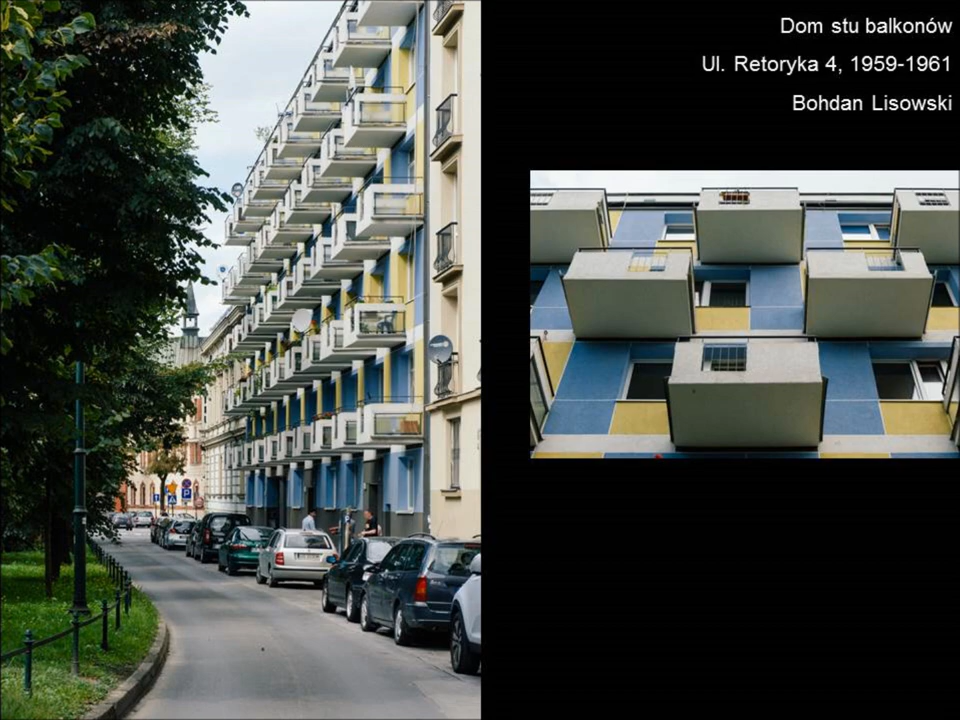 Dom stu balkonów
Ul. Retoryka 4, 1959-1961
Bohdan Lisowski